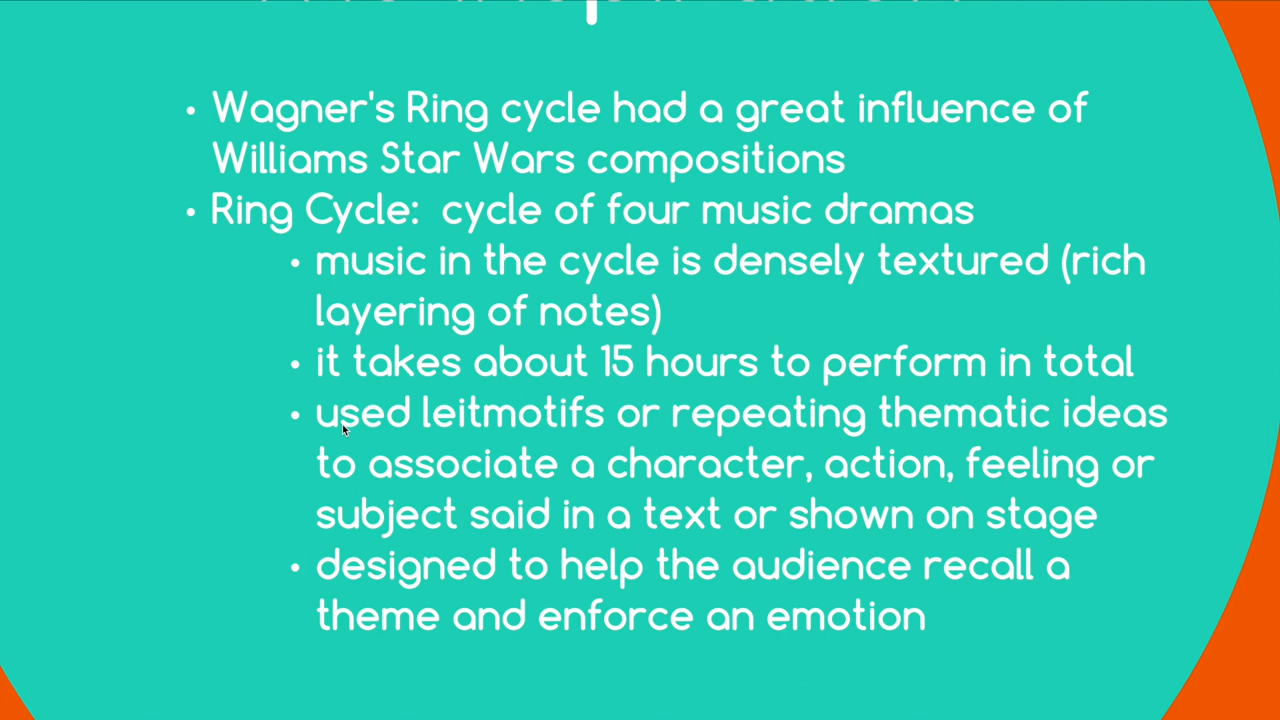 • Wagner's Ring cycle had a great influence of
Williams Star Wars compositions
• Ring Cycle:  cycle of four music dramas
• music in the cycle is densely textured (rich
layering of notes)
• it takes about 15 hours to perform in total
• used leitmotifs or repeating thematic ideas
to associate a character, action, feeling or
subject said in a text or shown on stage
• designed to help the audience recall a
theme and enforce an emotion